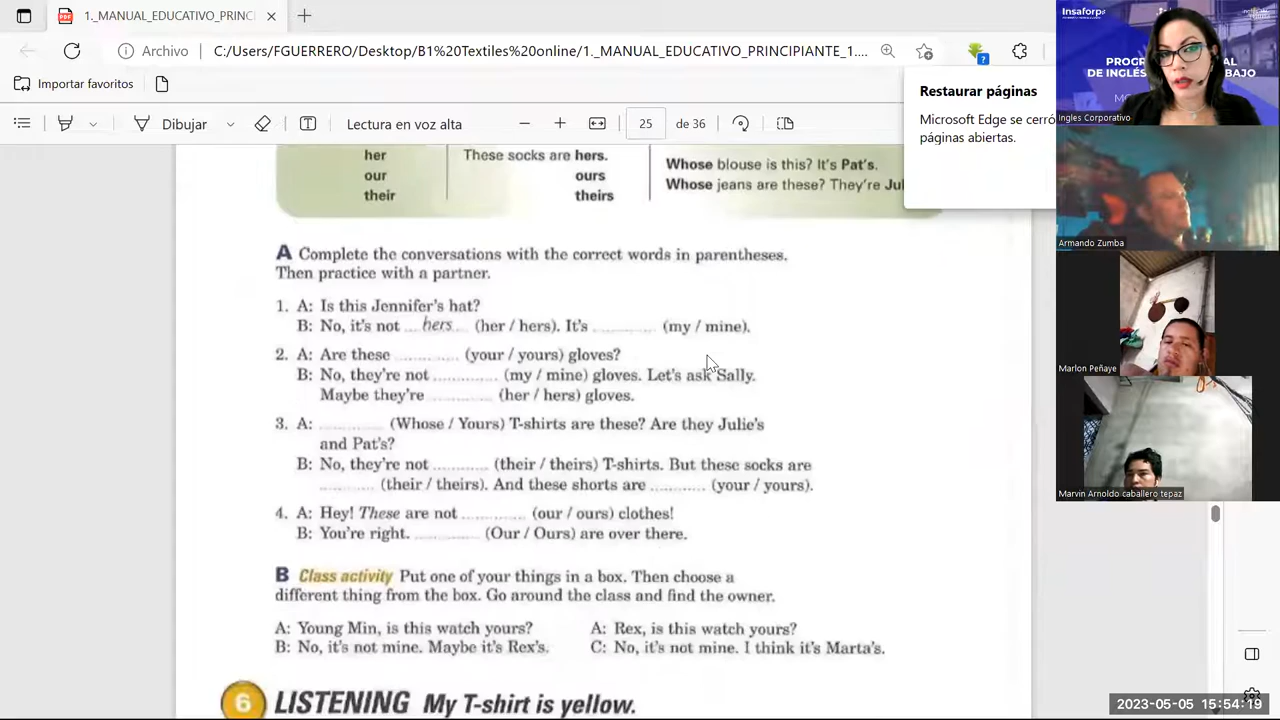 1._MANUAL_EDUCATIVO_PRINCI
Archivo
C:/Users/FGUERRERO/Desktop/B1%20Textiles%20online/1._MANUAL_EDUCATIVO_PRINCIPIANTE_1....
Importar favoritos
Dibujar
Lectura en voz alta
25
de 36
Restaurar páginas
Microsoft Edge se cerró
páginas abiertas.
her
our
their
These socks are hers.
ours
theirs
Whose blouse is this? It's Pat's.
Whose jeans are these? They're Jul
A Complete the conversations with the correct words in parentheses.
Then practice with a partner.
1. A: Is this Jennifer's hat?
B: No, it's not hers (her / hers). It's ............ (my / mine).
2. A: Are these ............ (your / yours) gloves?
B: No, they're not ............ (my / mine) gloves. Let's ask Sally.
Maybe they're ............ (her / hers) gloves.
3. A: ............ (Whose / Yours) T-shirts are these? Are they Julie's
and Pat's?
B: No, they're not ............ (their / theirs) T-shirts. But these socks are
............ (their / theirs). And these shorts are ............ (your / yours).
4. A: Hey! These are not ............ (our / ours) clothes!
B: You're right. ............ (Our / Ours) are over there.
B Class activity Put one of your things in a box. Then choose a
different thing from the box. Go around the class and find the owner.
A: Young Min, is this watch yours?
B: No, it's not mine. Maybe it's Rex's.
A: Rex, is this watch yours?
C: No, it's not mine. I think it's Marta's.
6 LISTENING My T-shirt is yellow.
Insaforp
PROG AL
DE INGLÉS BAJO
Ingles Corporativo
Armando Zumba
Marlon Peñaye
Marvin Arnoldo caballero tepaz
2023-05-05 15:54:19